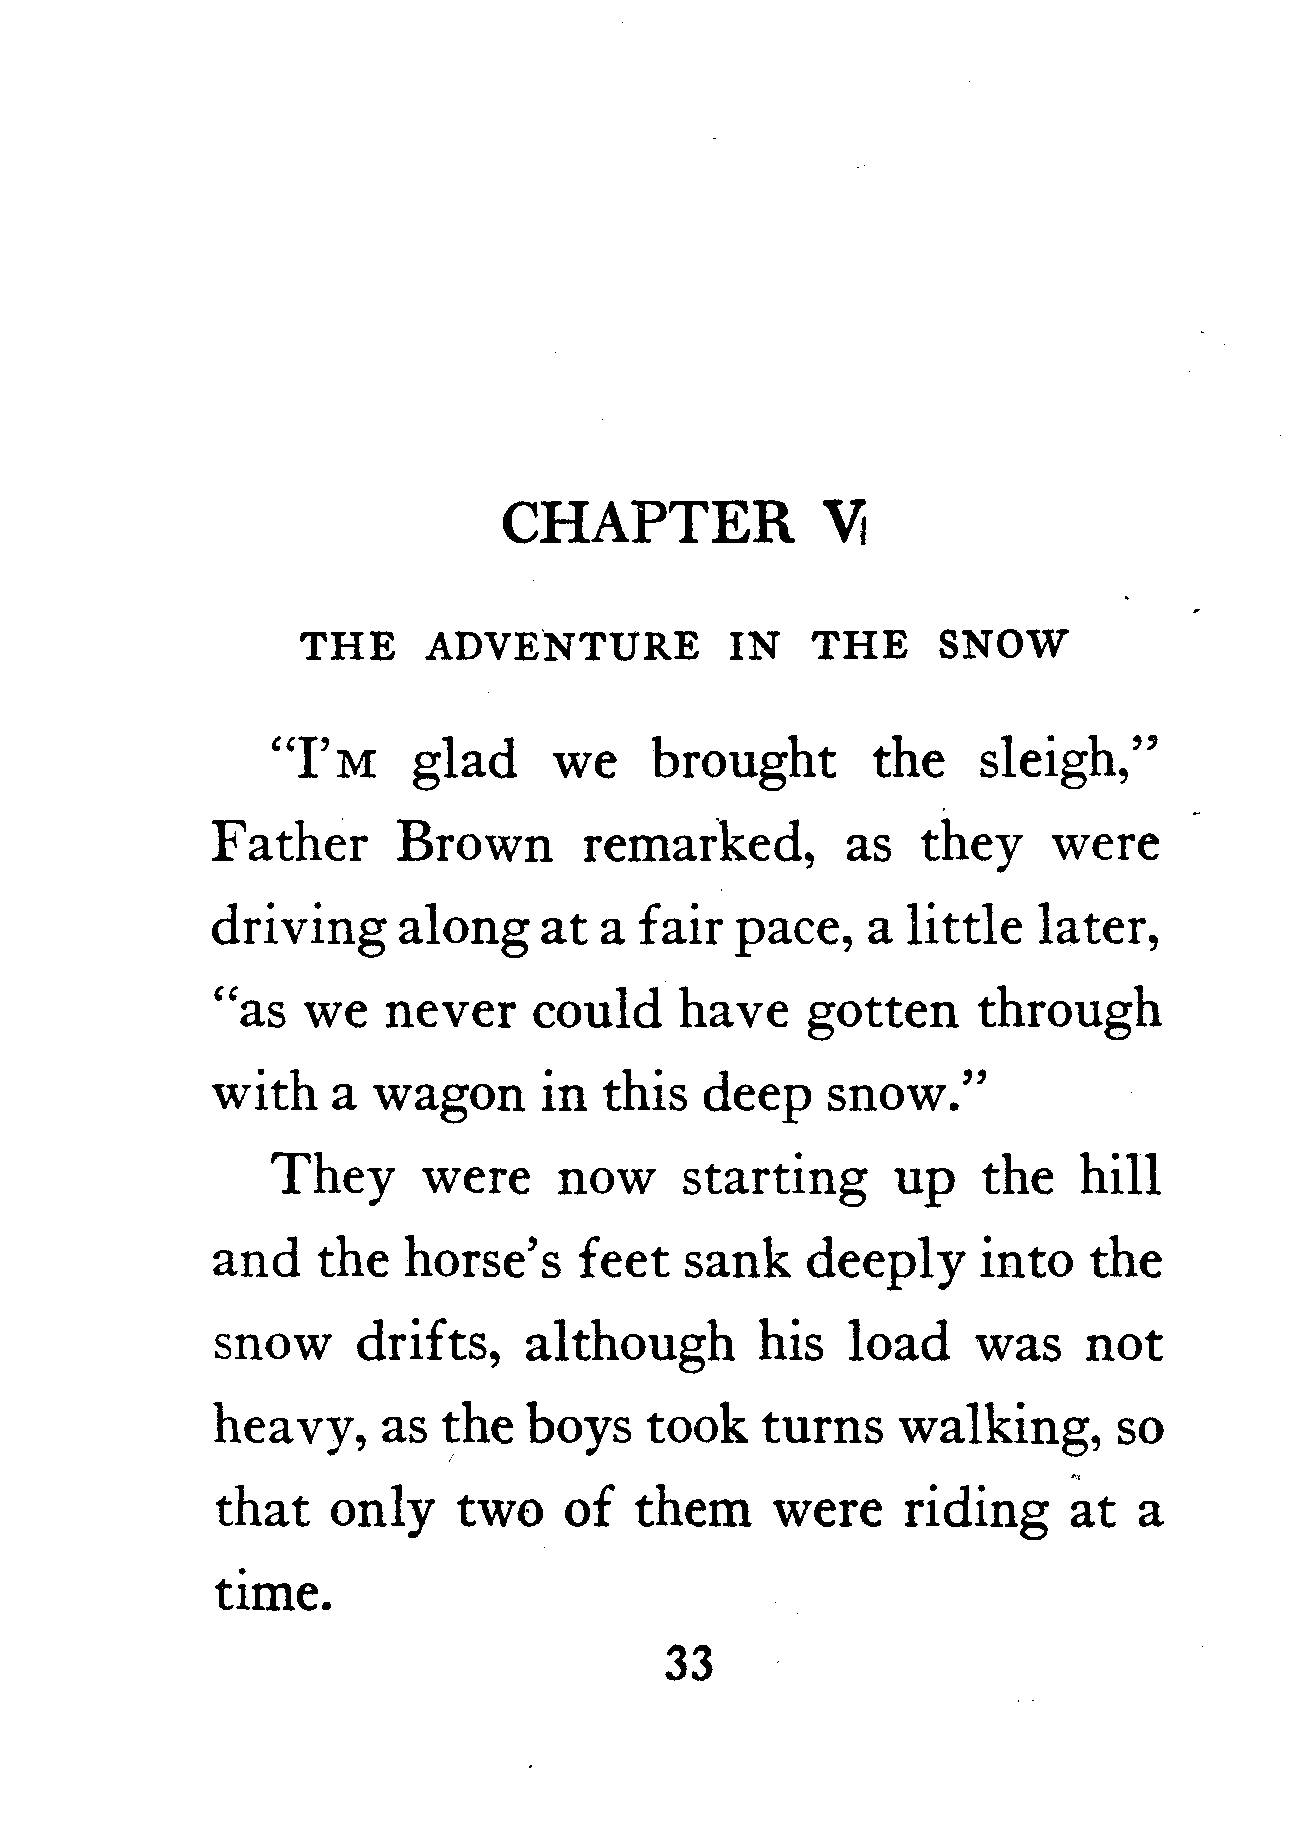 CHAPTER V
THE ADVENTURE IN THE SNOW
“I’M glad we brought the sleigh,”
Father Brown remarked, as they were
driving along at a fair pace, a little later,
“as we never could have gotten through
with a wagon in this deep snow.”
They were now starting up the hill
and the horse’s feet sank deeply into the
snow drifts, although his load was not
heavy, as the boys took turns walking, so
that only two of them were riding at a
time.
33